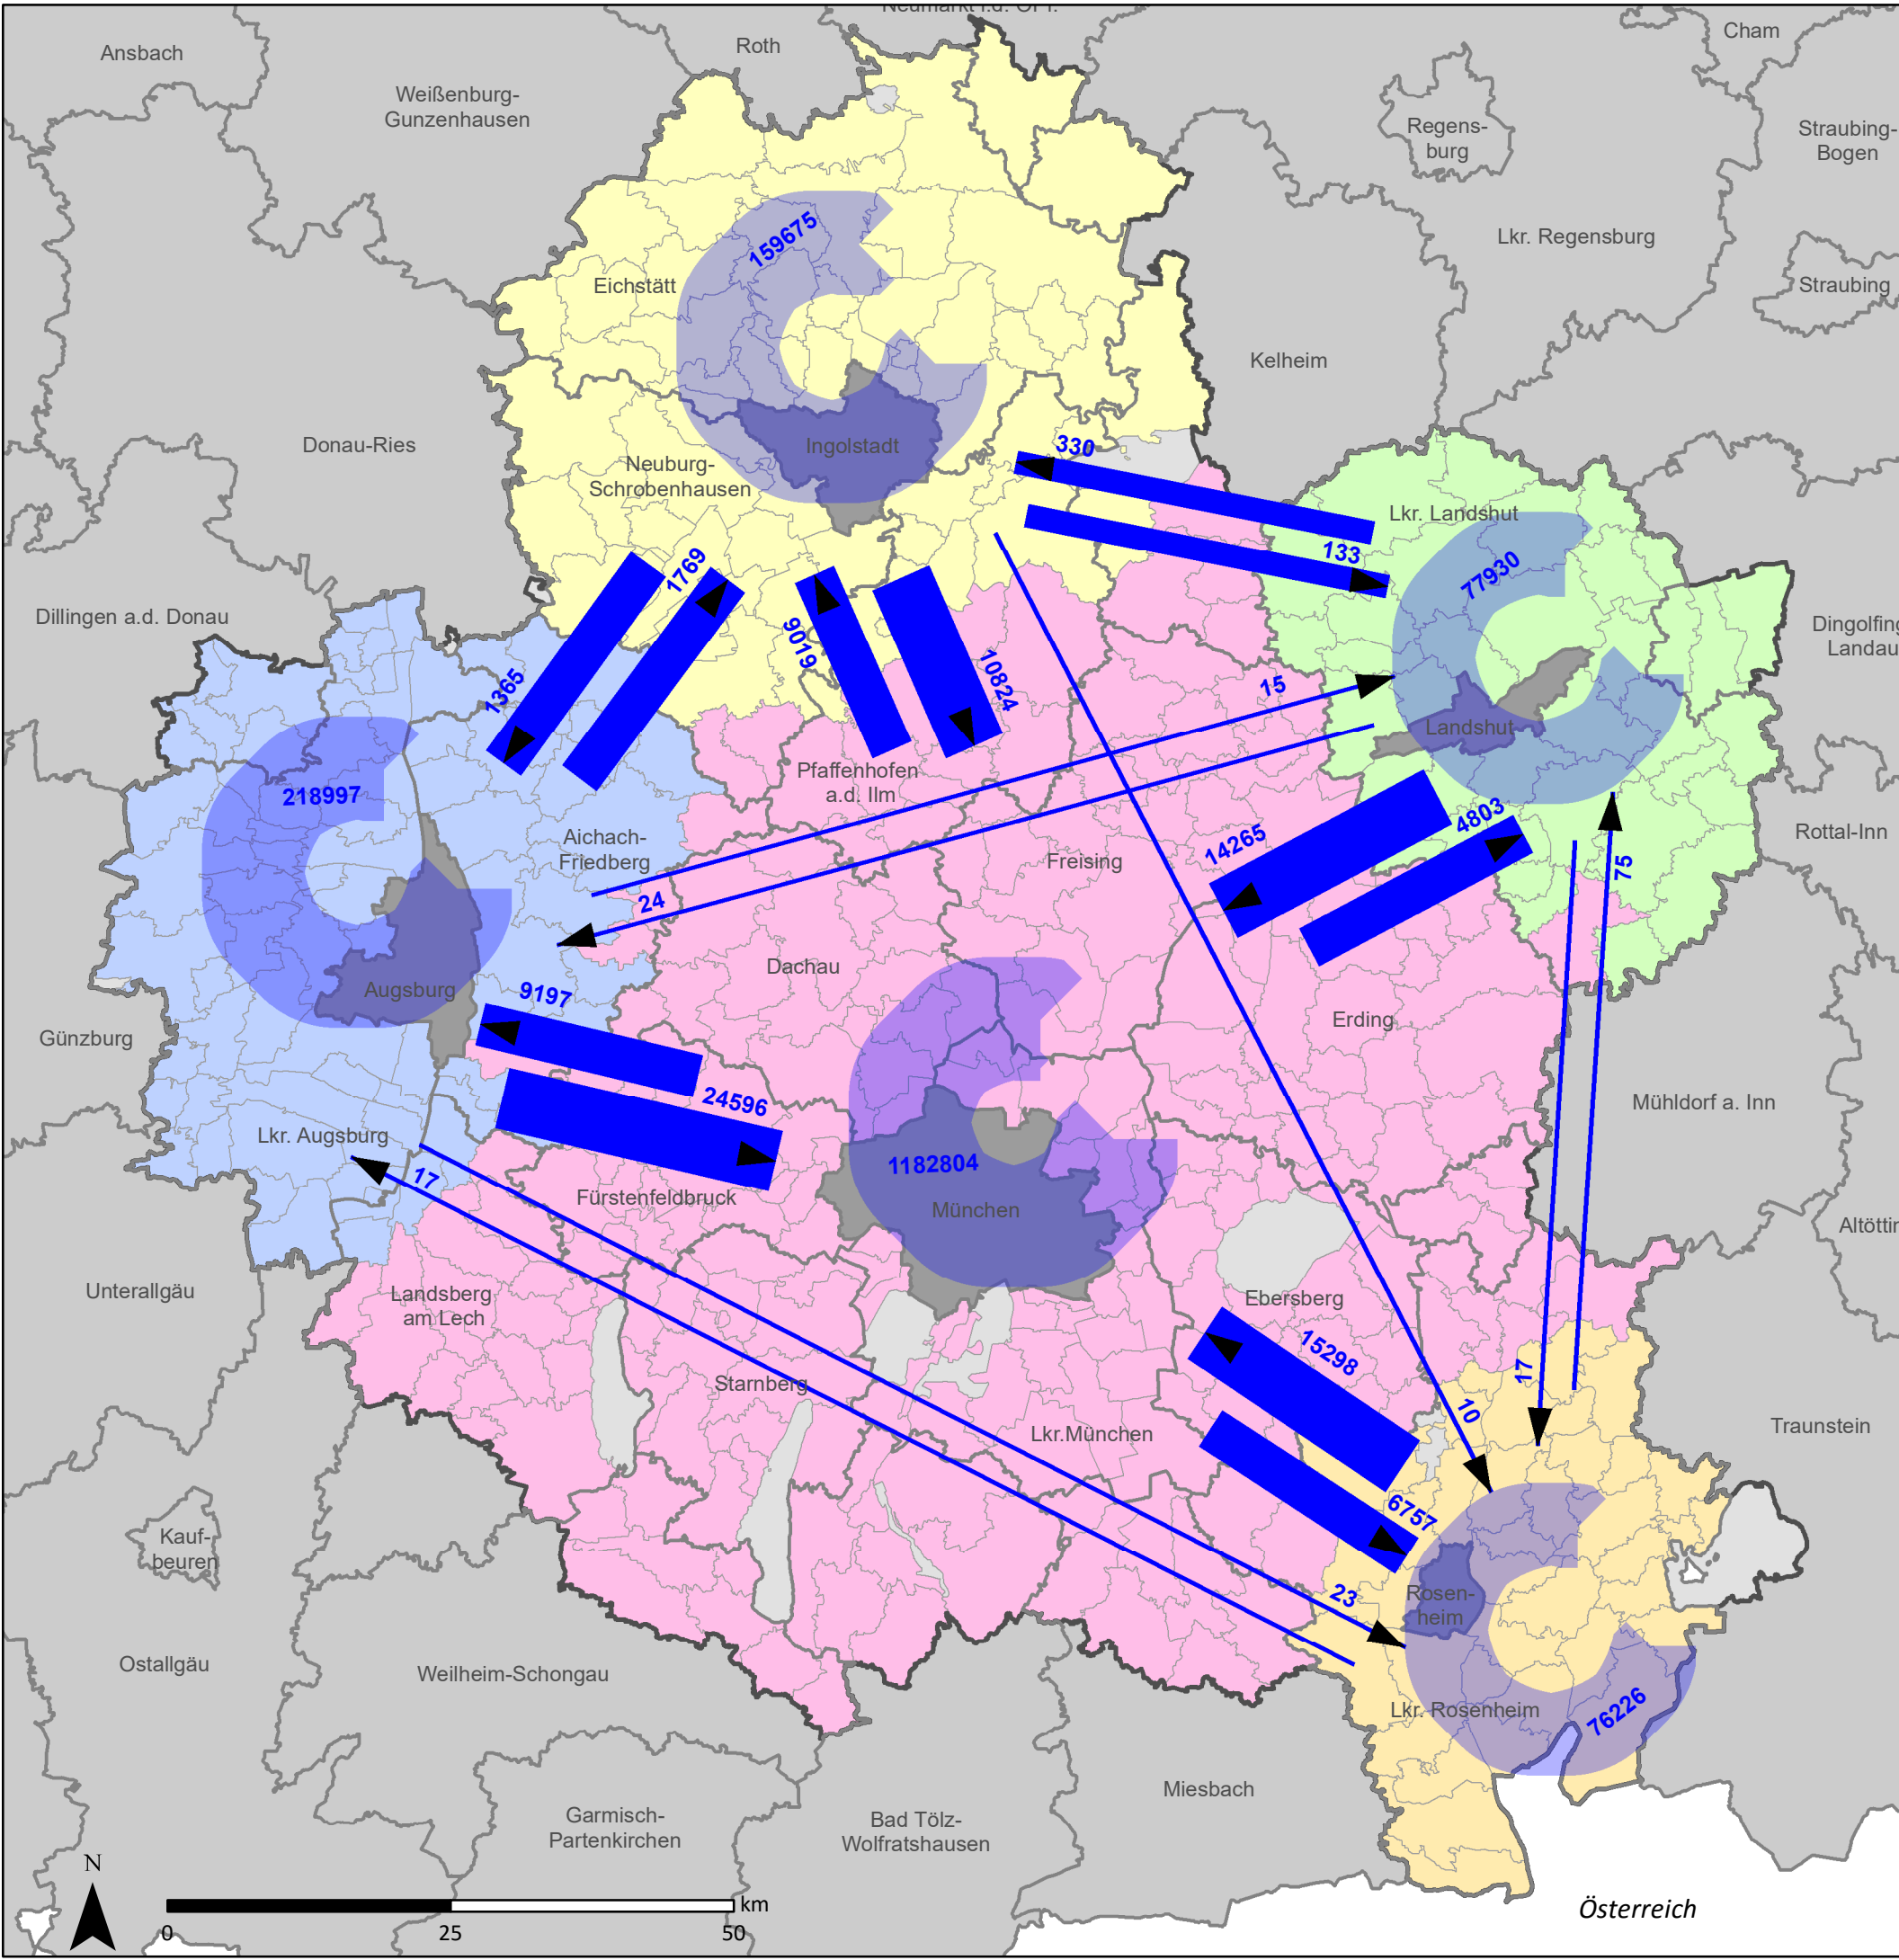 Neumarkt i.d. OPf.
Ansbach
Roth
Cham
Weißenburg-
Gunzenhausen
Regens-
burg
Straubing-
Bogen
159675
Lkr. Regensburg
Eichstätt
Straubing
Kelheim
Donau-Ries
Ingolstadt
330
Neuburg-
Schrobenhausen
Lkr. Landshut
133
77930
1769
Dillingen a.d. Donau
9019
10824
Dingolfing
Landau
1365
15
Landshut
Pfaffenhofen
a.d. Ilm
218997
4803
14265
Rottal-Inn
Aichach-
Friedberg
Freising
75
24
Dachau
Augsburg
9197
Erding
Günzburg
24596
Mühldorf a. Inn
Lkr. Augsburg
1182804
17
Fürstenfeldbruck
München
Altöttin
Unterallgäu
Landsberg
am Lech
Ebersberg
15298
17
Starnberg
10
Lkr.München
Traunstein
6757
Kauf-
beuren
23
Rosen-
heim
Ostallgäu
Weilheim-Schongau
Lkr. Rosenheim
76226
Miesbach
Garmisch-
Partenkirchen
Bad Tölz-
Wolfratshausen
N
km
0
25
50
Österreich